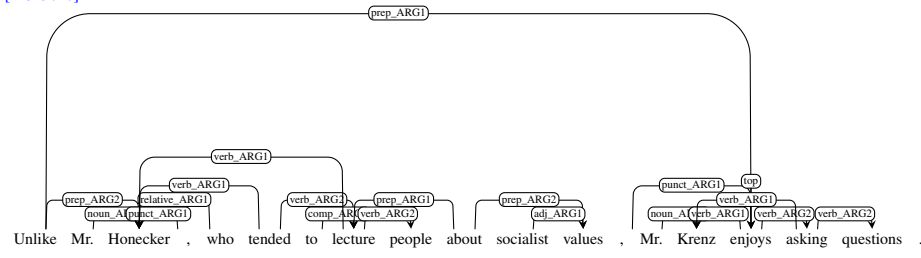 prep_ARG1
verb_ARG1
top
verb_ARG1 punct_ARG1
prep_ARG2 relative_ARG1 verb_ARG2 prep_ARG1 prep_ARG2 verb_ARG1
punct_ARG1 verb_ARG2 adj_ARG1 verb_ARG1 verb_ARG2 verb_ARG2
Unlike Mr. Honecker , who tended to lecture people about socialist values , Mr. Krenz enjoys asking questions .